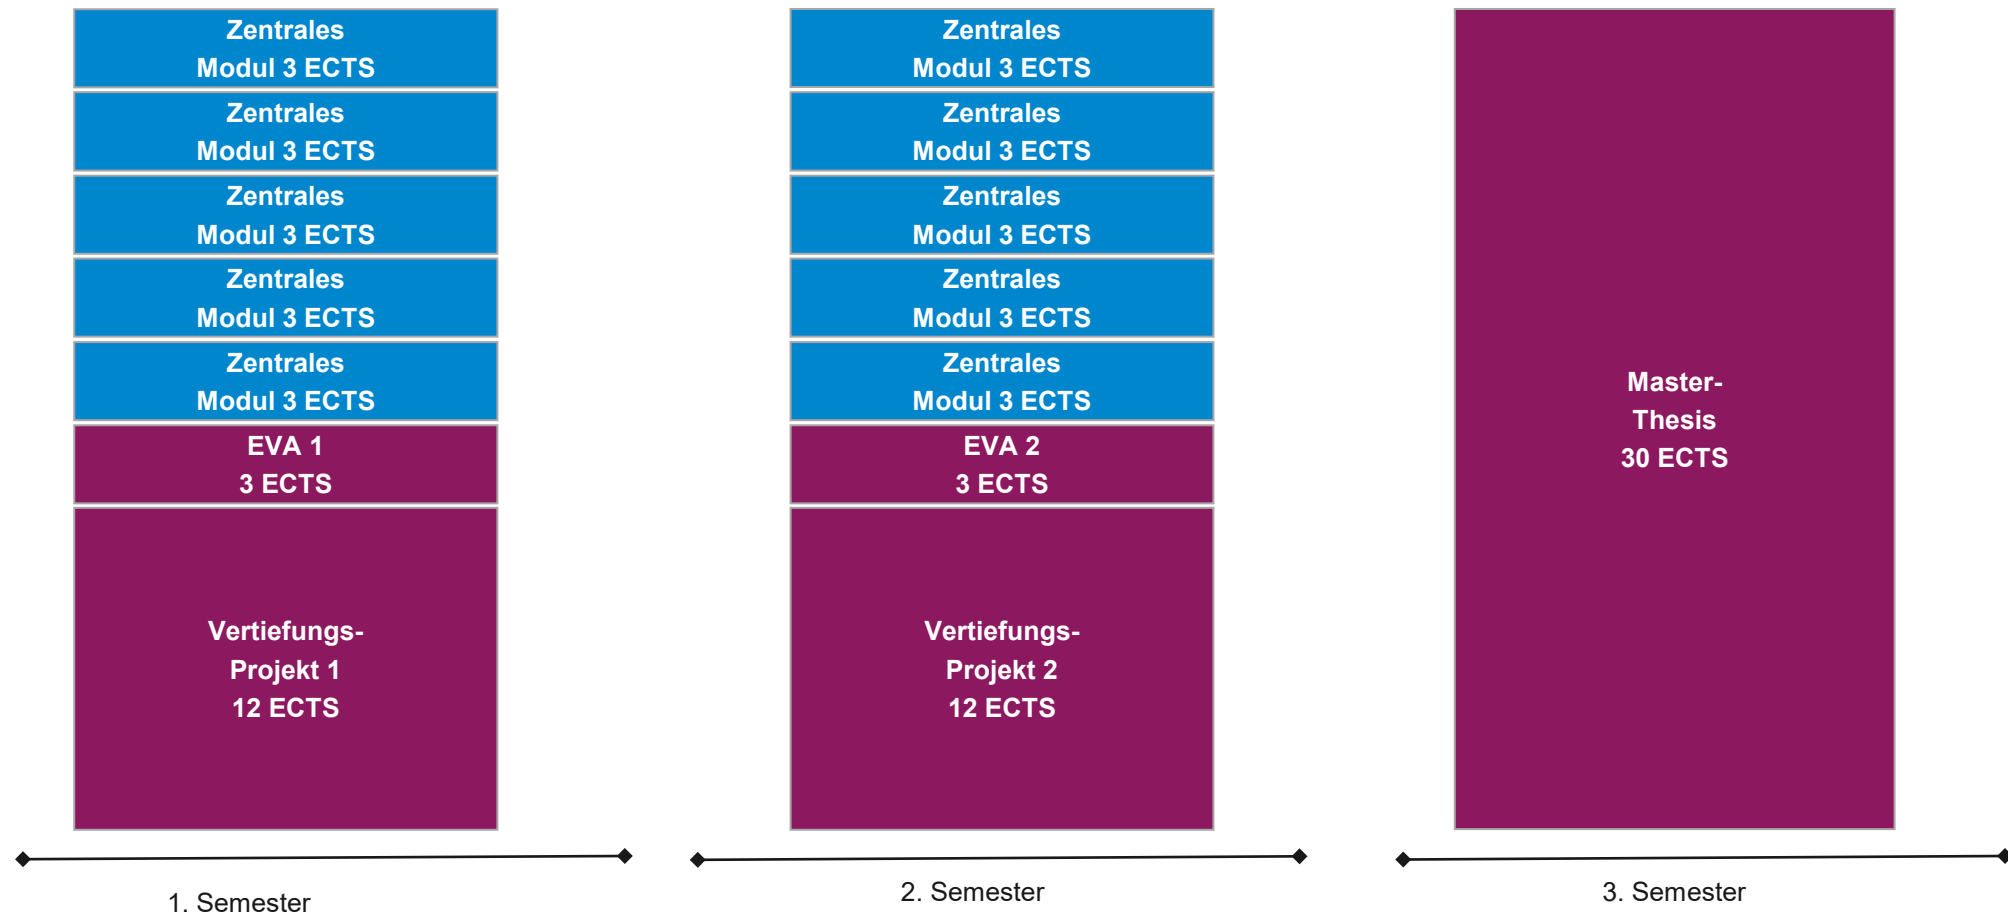 Zentrales
Modul 3 ECTS
Zentrales
Modul 3 ECTS
Zentrales
Modul 3 ECTS
Zentrales
Modul 3 ECTS
Zentrales
Modul 3 ECTS
EVA 1
3 ECTS
Vertiefungs-
Projekt 1
12 ECTS
1. Semester
Zentrales
Modul 3 ECTS
Zentrales
Modul 3 ECTS
Zentrales
Modul 3 ECTS
Zentrales
Modul 3 ECTS
Zentrales
Modul 3 ECTS
EVA 2
3 ECTS
Vertiefungs-
Projekt 2
12 ECTS
2. Semester
Master-
Thesis
30 ECTS
3. Semester